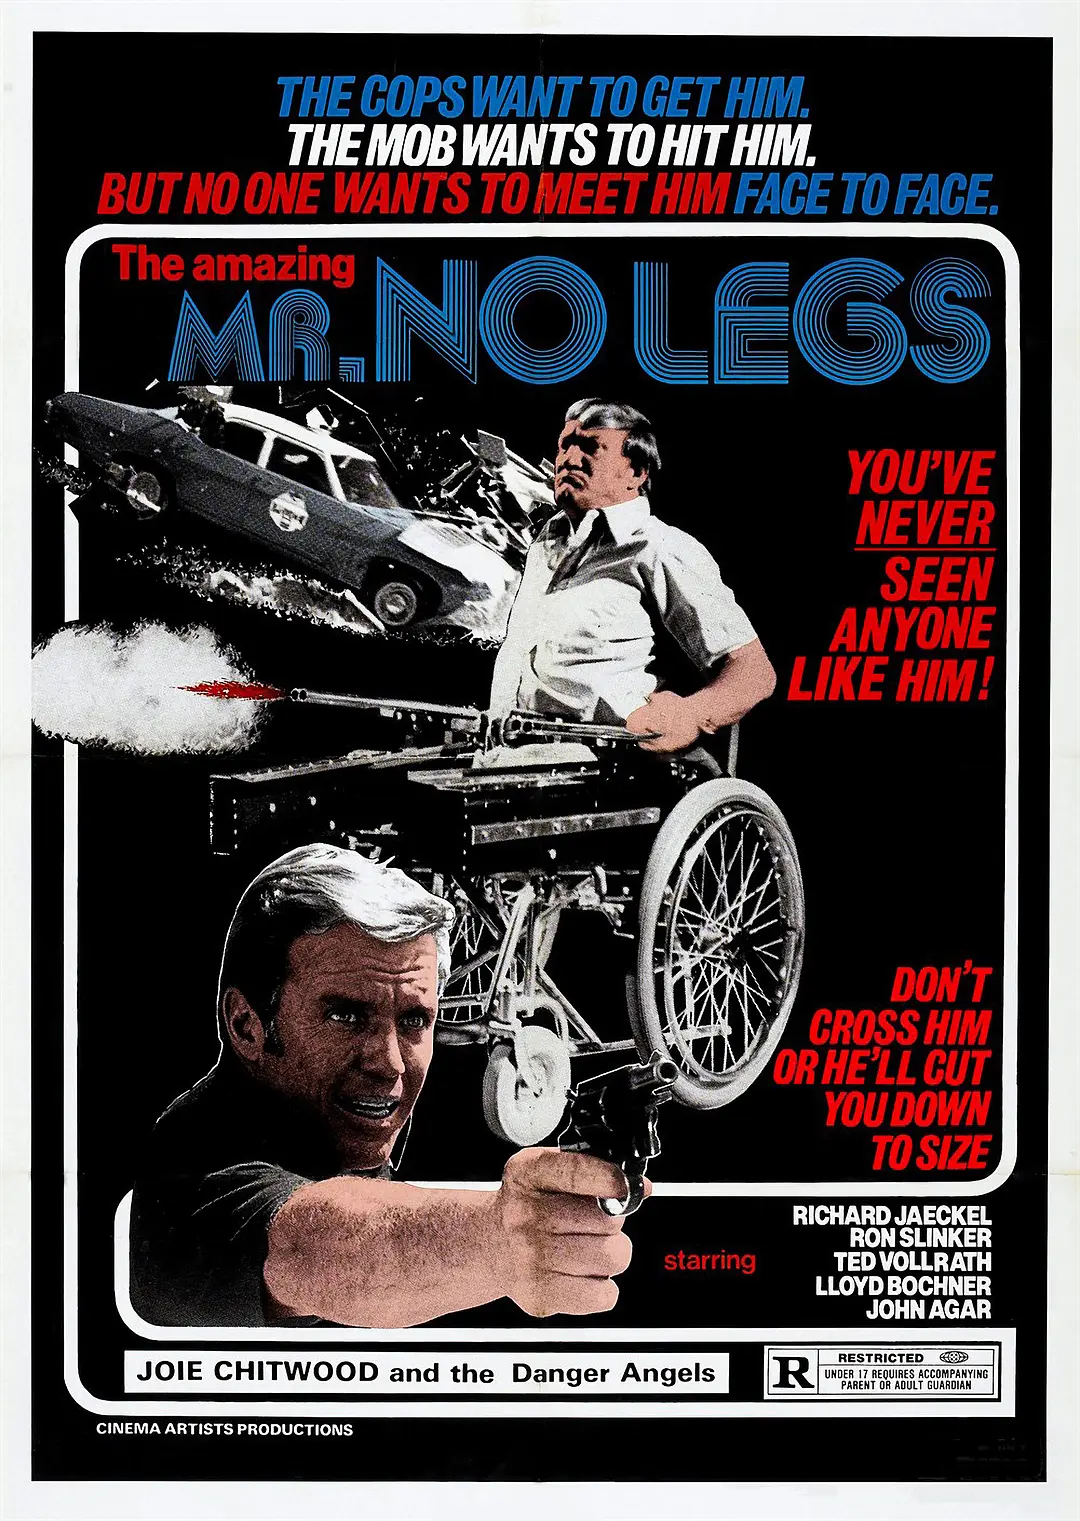 THE COPS WANT TO GET HIM.
THE MOB WANTS TO HIT HIM.
BUT NO ONE WANTS TO MEET HIM FACE TO FACE.
The amazing
MR. NO LEGS
YOU'VE
NEVER
SEEN
ANYONE
LIKE HIM!
DON'T
CROSS HIM
OR HE'LL CUT
YOU DOWN
TO SIZE
starring
RICHARD JAECKEL
RON SLINKER
TED VOLLRATH
LLOYD BOCHNER
JOHN AGAR
JOIE CHITWOOD and the Danger Angels
R
RESTRICTED
UNDER 17 REQUIRES ACCOMPANYING
PARENT OR ADULT GUARDIAN
CINEMA ARTISTS PRODUCTIONS